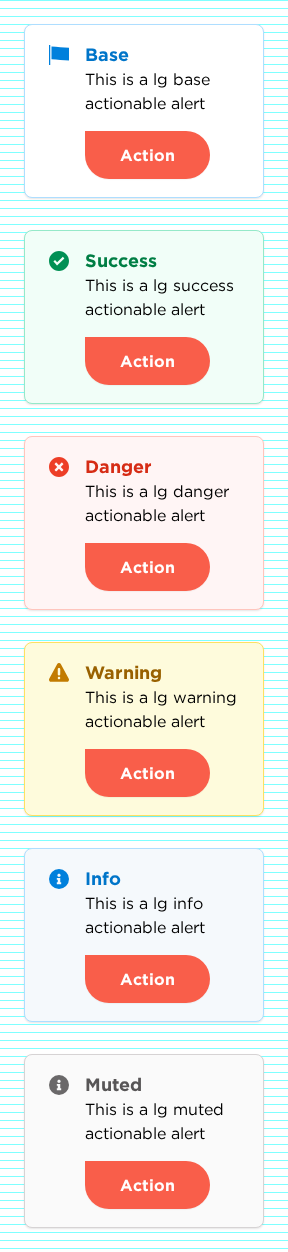 Base
This is a lg base
actionable alert
Action
Success
This is a lg success
actionable alert
Action
Danger
This is a lg danger
actionable alert
Action
Warning
This is a lg warning
actionable alert
Action
Info
This is a lg info
actionable alert
Action
Muted
This is a lg muted
actionable alert
Action